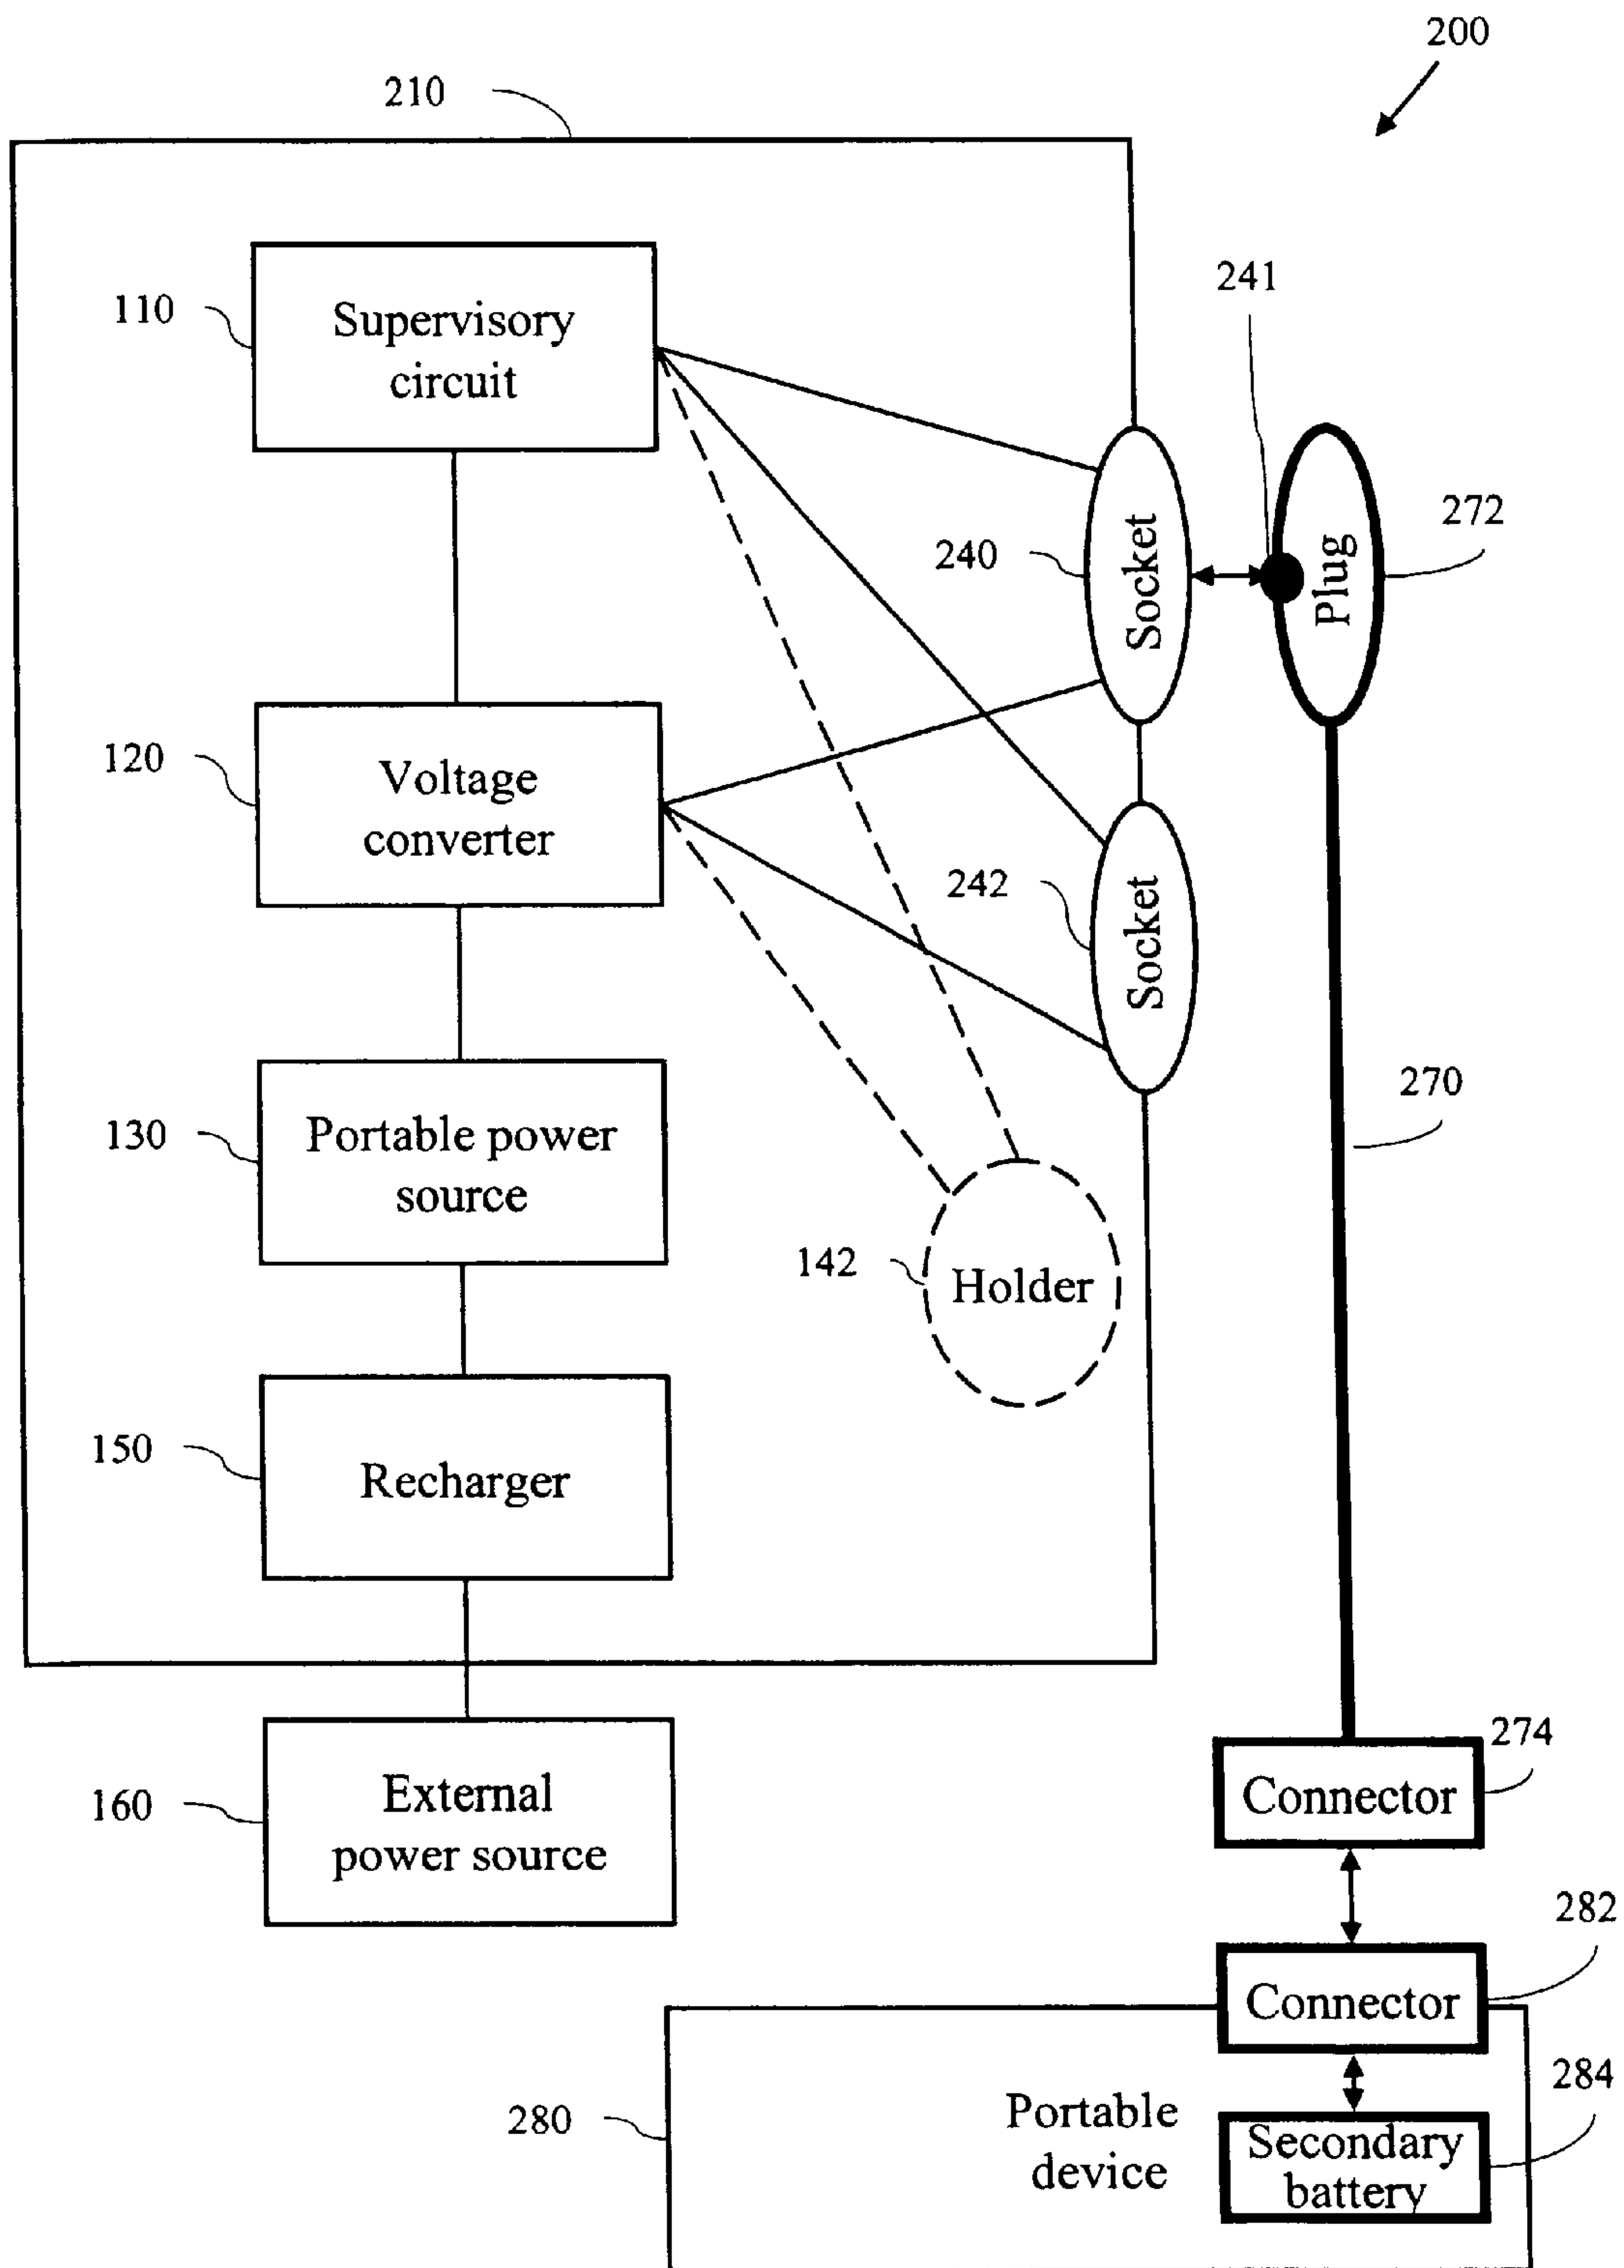 200
210
110
Supervisory
circuit
241
272
240
Socket
Plug
120
Voltage
converter
242
Socket
270
130
Portable power
source
142
Holder
150
Recharger
274
Connector
160
External
power source
282
Connector
284
280
Portable
device
Secondary
battery